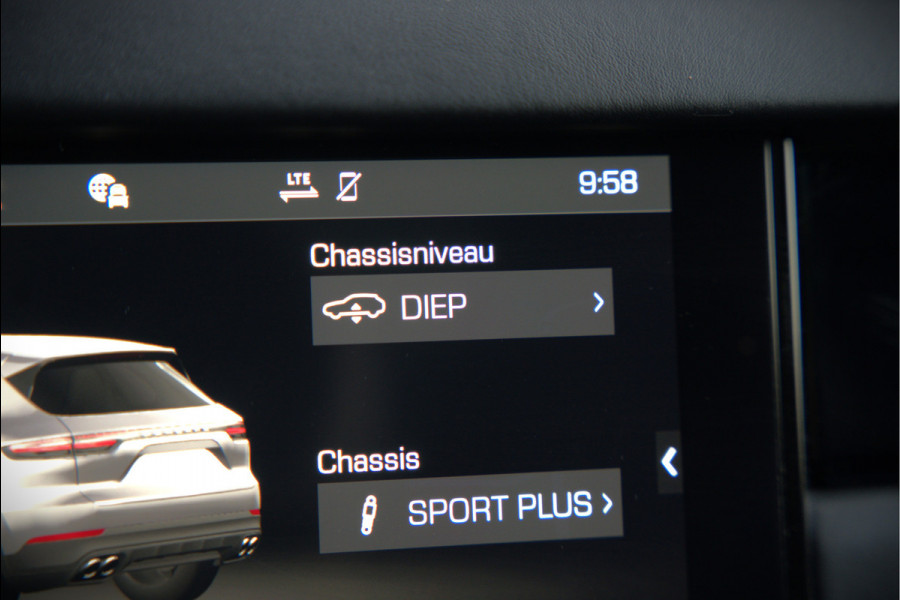 LTE
9:58
Chassisniveau
DIEP
Chassis
SPORT PLUS